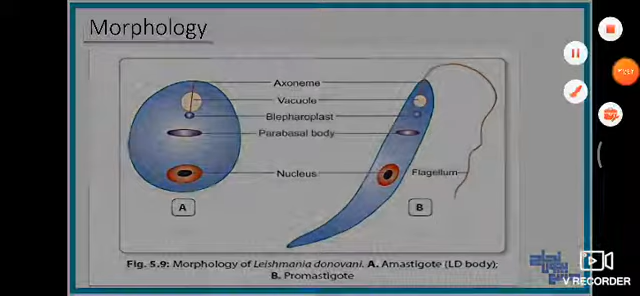 Morphology
Axoneme
Vacuole
Blepharoplast
Parabasal body
Nucleus
Flagellum
A
B
Fig. 5.9: Morphology of Leishmania donovani. A. Amastigote (LD body);
B. Promastigote
V RECORDER